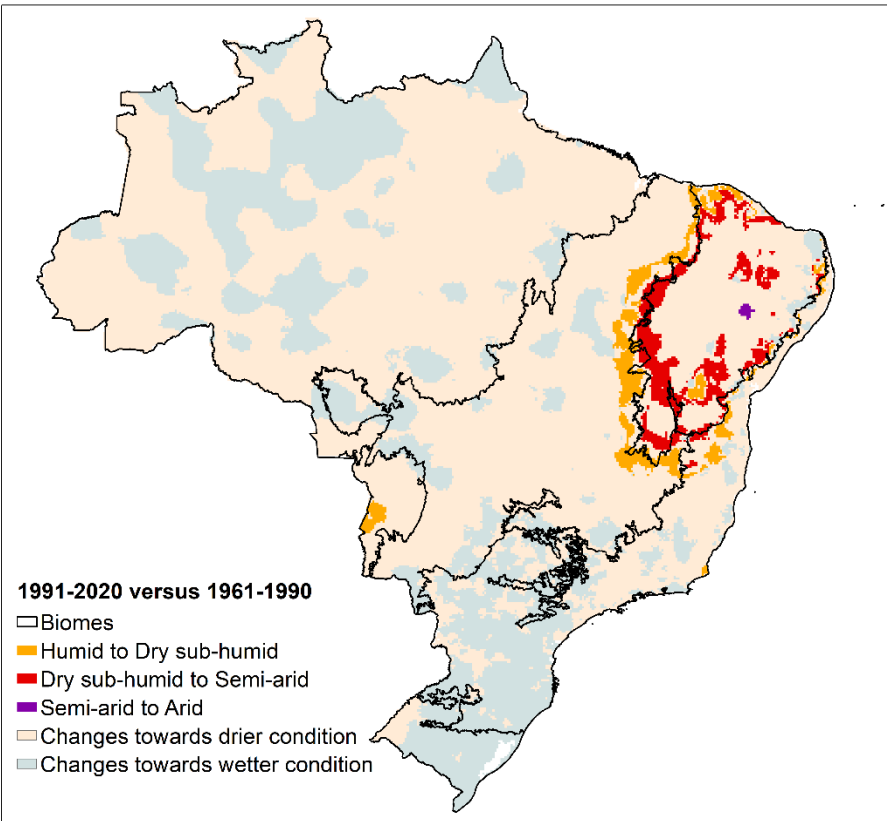 1991-2020 versus 1961-1990
Biomes
Humid to Dry sub-humid
Dry sub-humid to Semi-arid
Semi-arid to Arid
Changes towards drier condition
Changes towards wetter condition